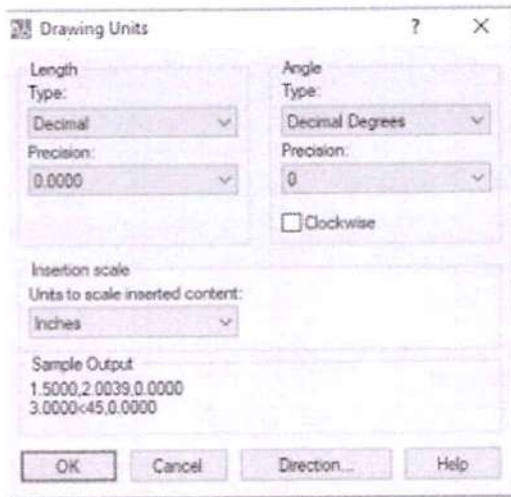 Drawing Units
Length
Type:
Decimal
Precision:
0.0000
Angle
Type:
Decimal Degrees
Precision:
0
Clockwise
Insertion scale
Units to scale inserted content:
Inches
Sample Output
1.5000,2.0039,0.0000
3.0000<45,0.0000
OK Cancel Direction... Help